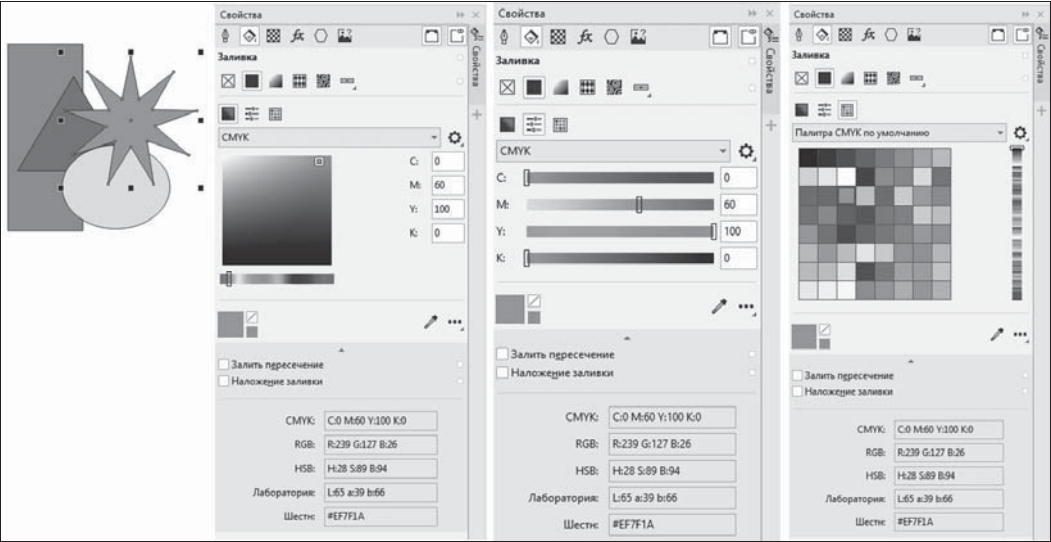 Свойства
Свойства
Заливка
CMYK
C: 0
M: 60
Y: 100
K: 0
Залить пересечение
Наложение заливки
CMYK: C:0 M:60 Y:100 K:0
RGB: R:239 G:127 B:26
HSB: H:28 S:89 B:94
Лаборатория: L:65 a:39 b:66
Шестн: #EF7F1A
Свойства
Свойства
Заливка
CMYK
C: 0
M: 60
Y: 100
K: 0
Залить пересечение
Наложение заливки
CMYK: C:0 M:60 Y:100 K:0
RGB: R:239 G:127 B:26
HSB: H:28 S:89 B:94
Лаборатория: L:65 a:39 b:66
Шестн: #EF7F1A
Свойства
Свойства
Заливка
Палитра CMYK по умолчанию
Залить пересечение
Наложение заливки
CMYK: C:0 M:60 Y:100 K:0
RGB: R:239 G:127 B:26
HSB: H:28 S:89 B:94
Лаборатория: L:65 a:39 b:66
Шестн: #EF7F1A